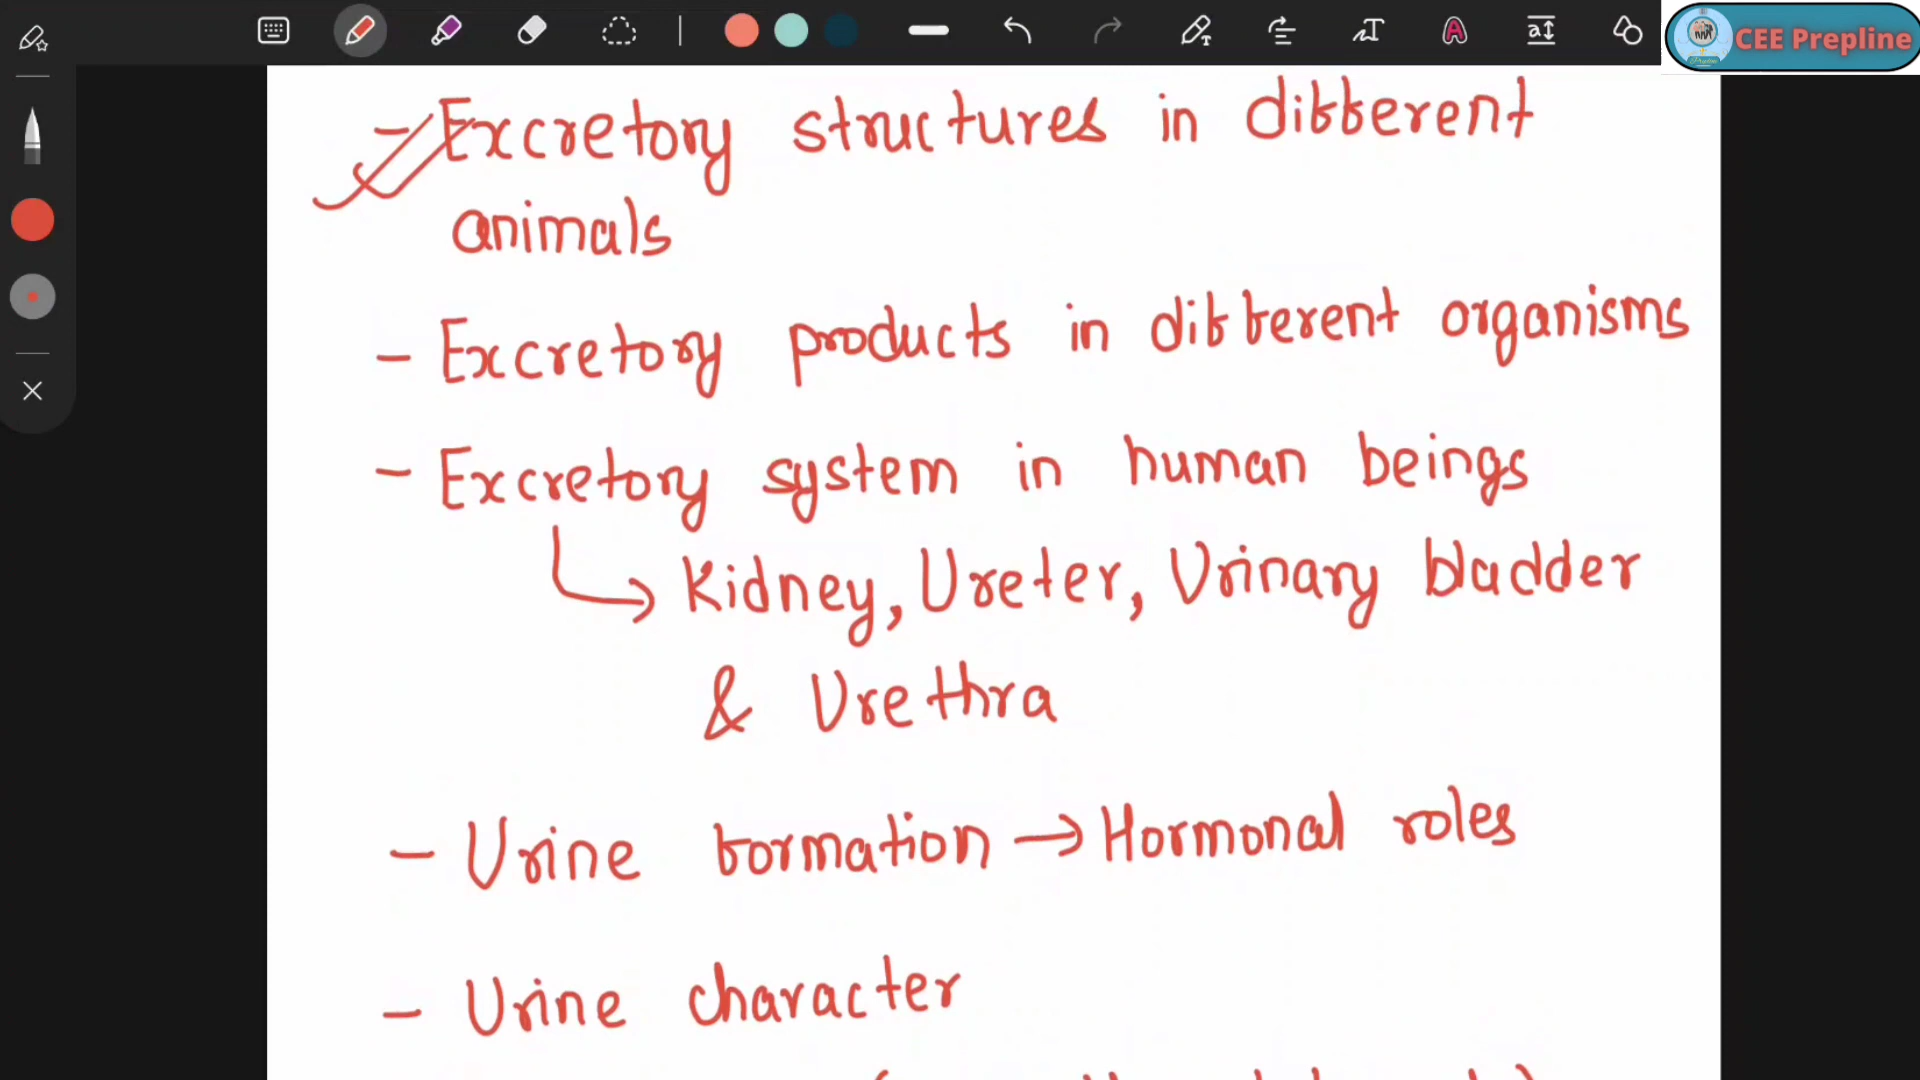 CEE Prepline
- Excretory structures in different
animals
- Excretory products in different organisms
- Excretory system in human beings
↳ Kidney, Ureter, Urinary bladder
& Urethra
- Urine formation → Hormonal roles
- Urine character